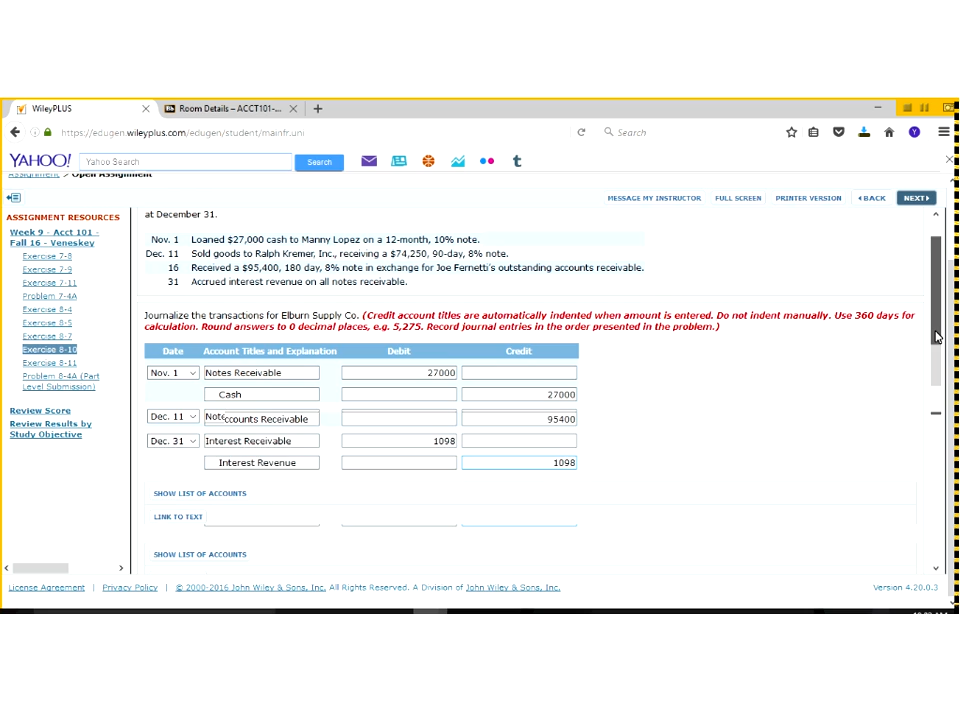 WileyPLUS
Room Details – ACCT101-...
https://edugen.wileyplus.com/edugen/student/mainfr.uni
Search
YAHOO!
Yahoo Search
Search
Assignment > Open Assignment
MESSAGE MY INSTRUCTOR FULL SCREEN PRINTER VERSION BACK NEXT
ASSIGNMENT RESOURCES
Week 9 - Acct 101 -
Fall 16 - Veneskey
Exercise 7-8
Exercise 7-9
Exercise 7-11
Problem 7-4A
Exercise 8-4
Exercise 8-5
Exercise 8-7
Exercise 8-10
Exercise 8-11
Problem 8-4A (Part
Level Submission)
Review Score
Review Results by
Study Objective
at December 31.
Nov. 1 Loaned $27,000 cash to Manny Lopez on a 12-month, 10% note.
Dec. 11 Sold goods to Ralph Kremer, Inc., receiving a $74,250, 90-day, 8% note.
16 Received a $95,400, 180 day, 8% note in exchange for Joe Fernetti's outstanding accounts receivable.
31 Accrued interest revenue on all notes receivable.
Journalize the transactions for Elburn Supply Co. (Credit account titles are automatically indented when amount is entered. Do not indent manually. Use 360 days for
calculation. Round answers to 0 decimal places, e.g. 5,275. Record journal entries in the order presented in the problem.)
Date Account Titles and Explanation Debit Credit
Nov. 1 Notes Receivable 27000
Cash 27000
Dec. 11 Note ccounts Receivable 95400
Dec. 31 Interest Receivable 1098
Interest Revenue 1098
SHOW LIST OF ACCOUNTS
LINK TO TEXT
SHOW LIST OF ACCOUNTS
License Agreement | Privacy Policy | © 2000-2016 John Wiley & Sons, Inc. All Rights Reserved. A Division of John Wiley & Sons, Inc.
Version 4.20.0.3